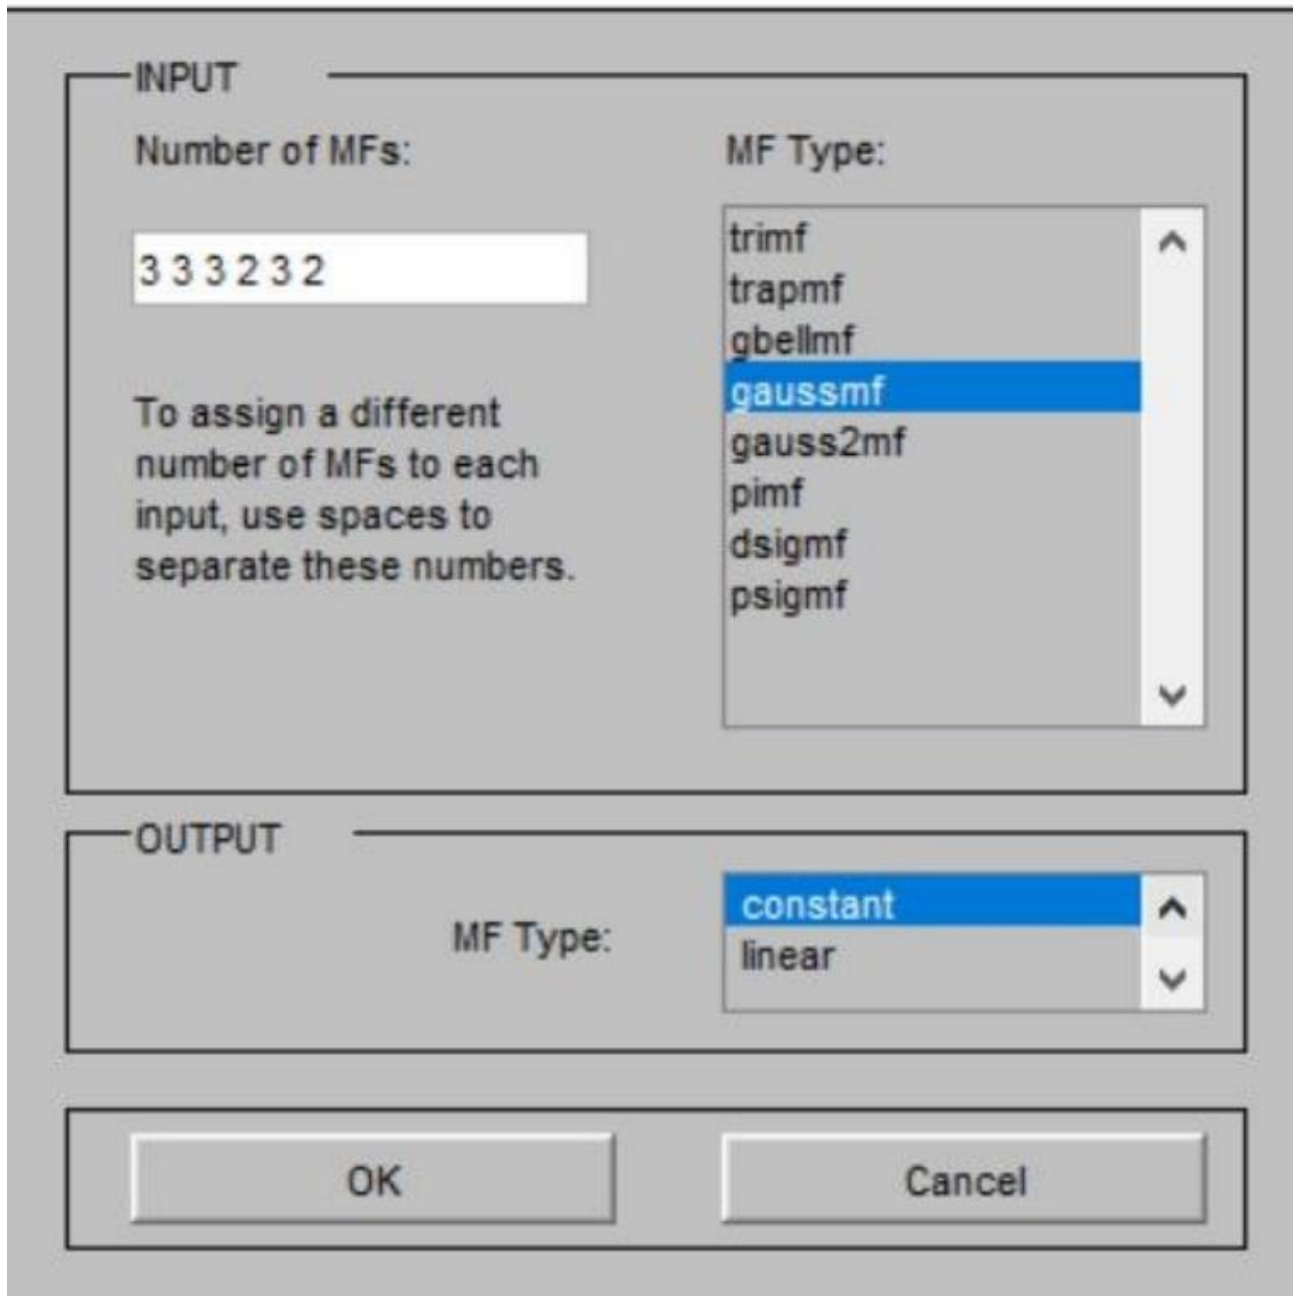 INPUT
Number of MFs:
3 3 3 2 3 2
To assign a different
number of MFs to each
input, use spaces to
separate these numbers.
MF Type:
trimf
trapmf
gbellmf
gaussmf
gauss2mf
pimf
dsigmf
psigmf
OUTPUT
MF Type:
constant
linear
OK
Cancel